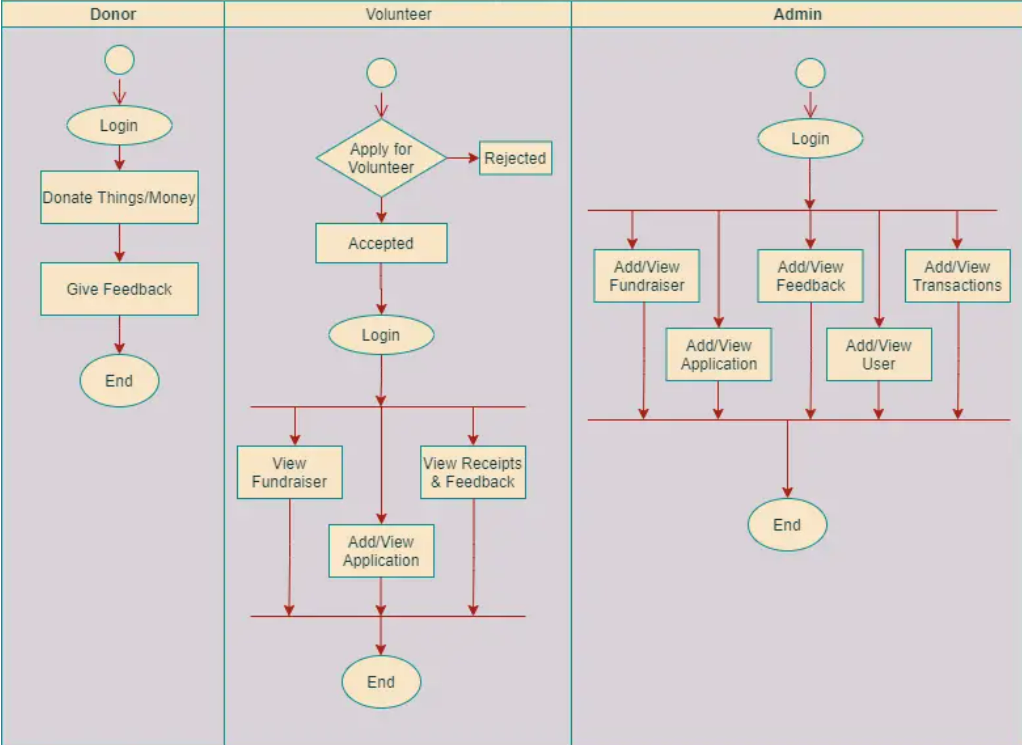 Donor
Volunteer
Admin
Login
Donate Things/Money
Give Feedback
End
Apply for
Volunteer
Rejected
Accepted
Login
View
Fundraiser
View Receipts
& Feedback
Add/View
Application
End
Login
Add/View
Fundraiser
Add/View
Feedback
Add/View
Transactions
Add/View
Application
Add/View
User
End